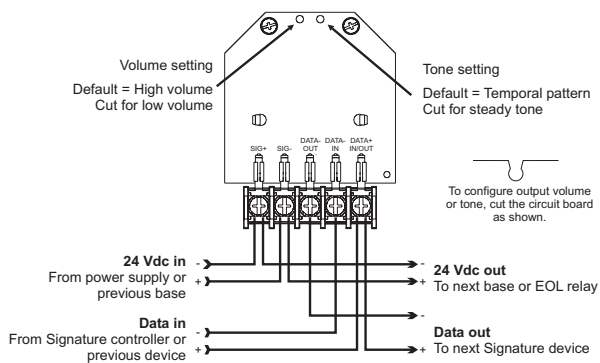 Volume setting
Default = High volume
Cut for low volume
Tone setting
Default = Temporal pattern
Cut for steady tone
SIG+
SIG-
DATA-
OUT
DATA-
IN
DATA+
IN/OUT
To configure output volume
or tone, cut the circuit board
as shown.
24 Vdc in
From power supply or
previous base
-
+
Data in
From Signature controller or
previous device
-
+
-
+
24 Vdc out
To next base or EOL relay
-
+
Data out
To next Signature device